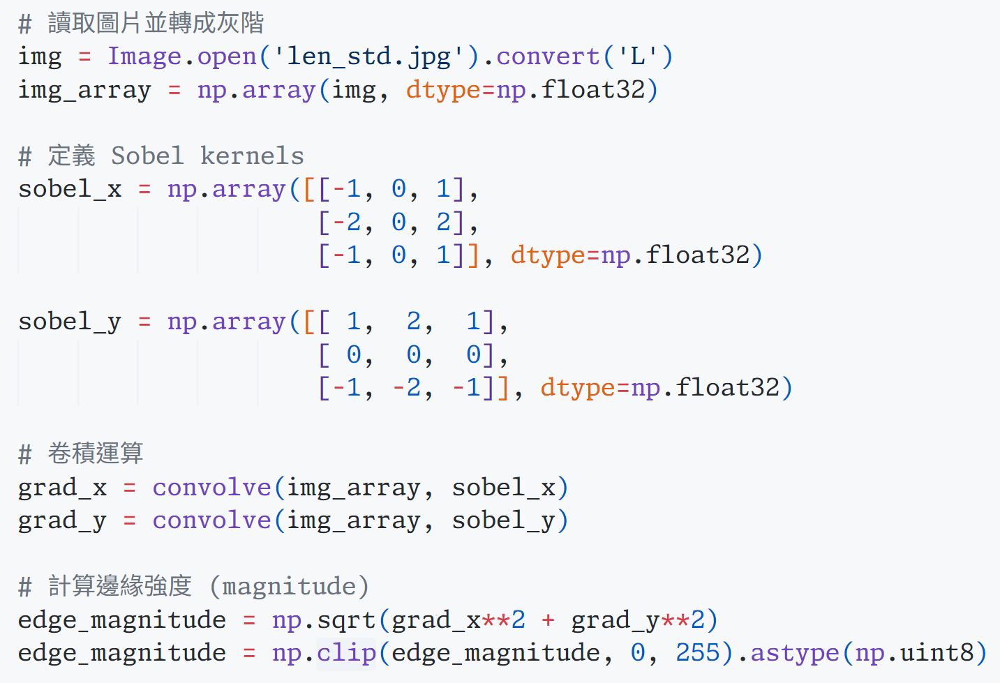 # 讀取圖片並轉成灰階
img = Image.open('len_std.jpg').convert('L')
img_array = np.array(img, dtype=np.float32)
# 定義 Sobel kernels
sobel_x = np.array([[-1, 0, 1],
                    [-2, 0, 2],
                    [-1, 0, 1]], dtype=np.float32)
sobel_y = np.array([[ 1,  2,  1],
                    [ 0,  0,  0],
                    [-1, -2, -1]], dtype=np.float32)
# 卷積運算
grad_x = convolve(img_array, sobel_x)
grad_y = convolve(img_array, sobel_y)
# 計算邊緣強度 (magnitude)
edge_magnitude = np.sqrt(grad_x**2 + grad_y**2)
edge_magnitude = np.clip(edge_magnitude, 0, 255).astype(np.uint8)